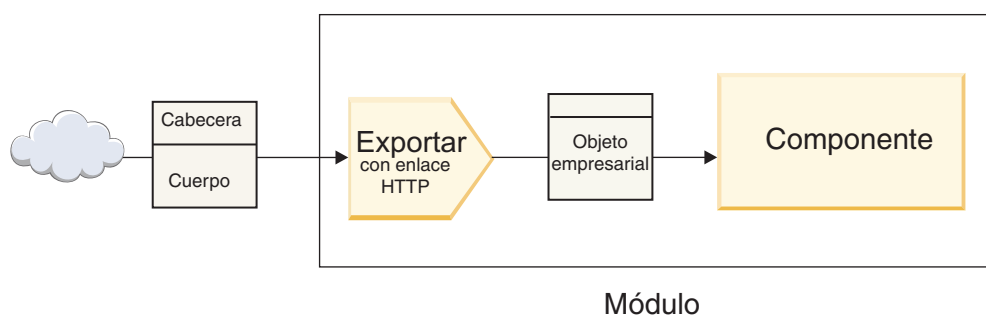 Cabecera
Cuerpo
Exportar
con enlace
HTTP
Objeto
empresarial
Componente
Módulo